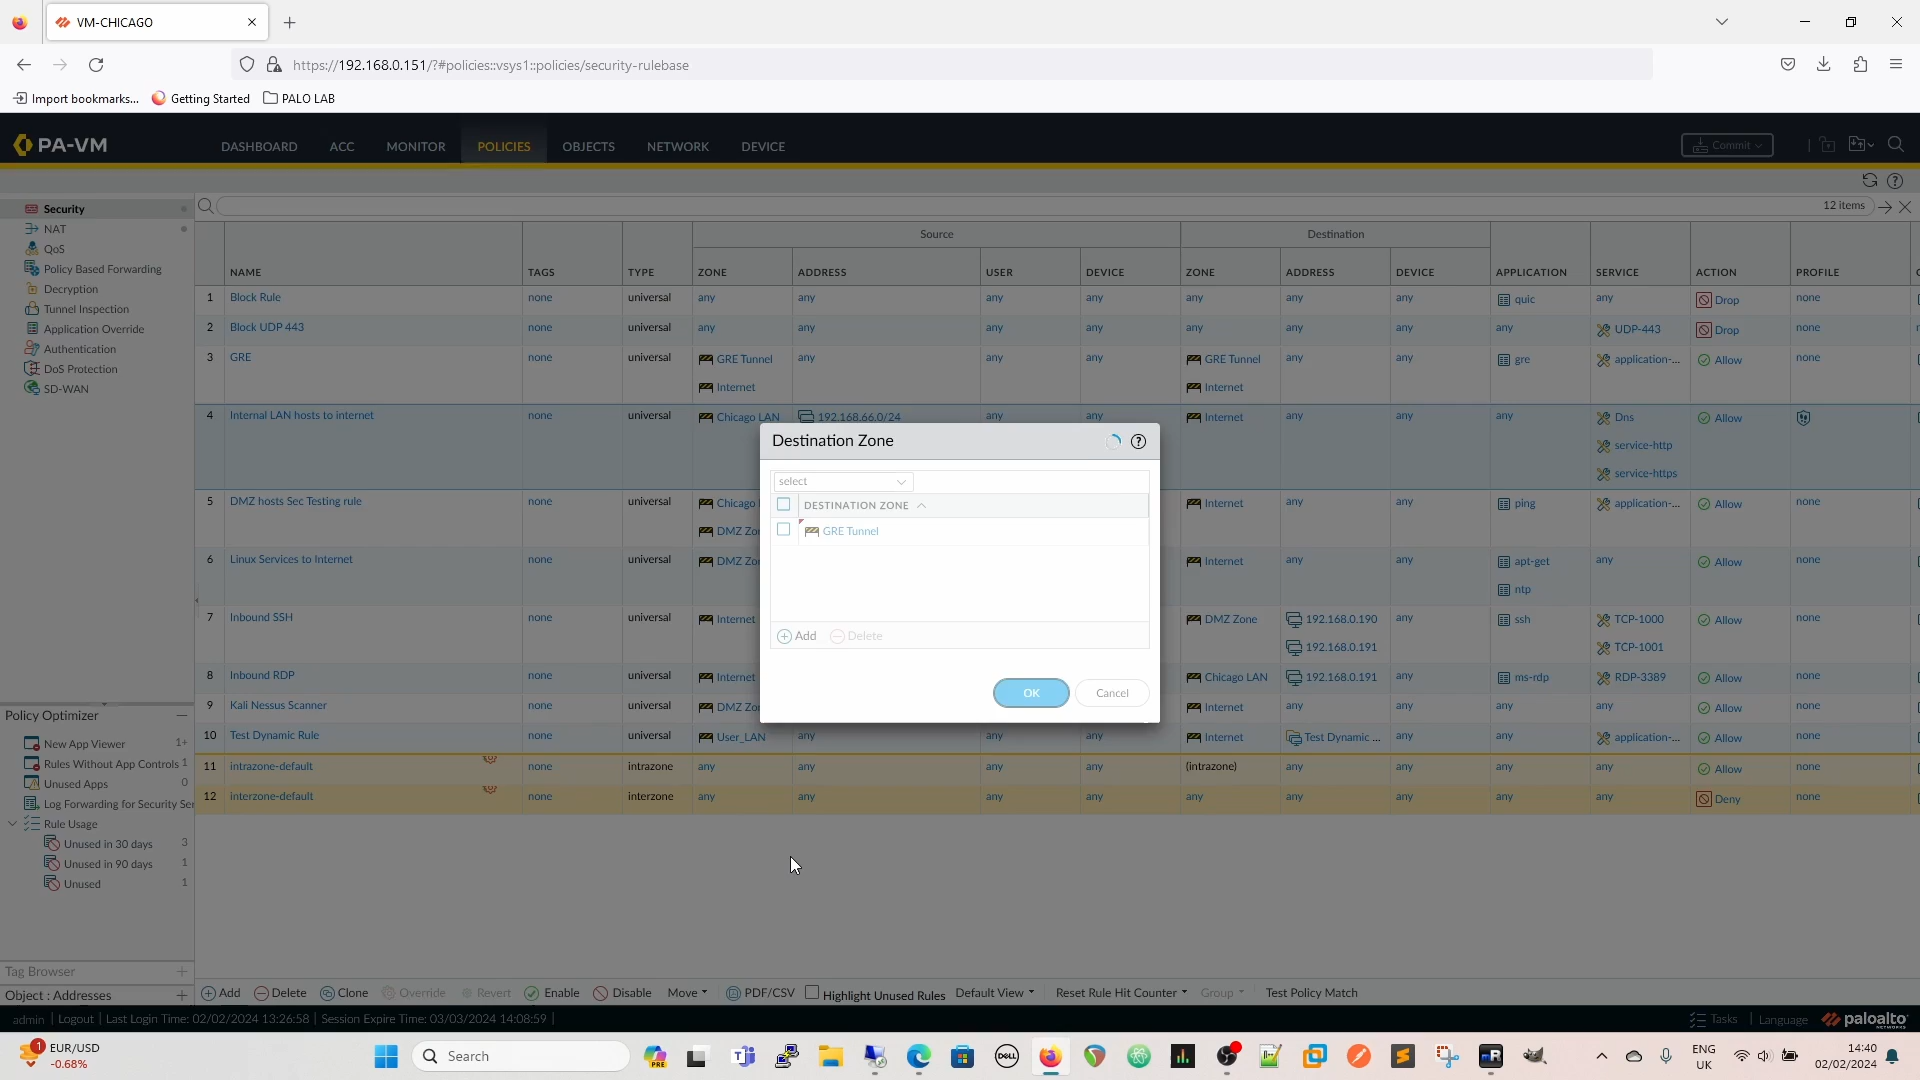 VM-CHICAGO
https://192.168.0.151/?#policies::vsys1::policies/security-rulebase
Import bookmarks... Getting Started PALO LAB
PA-VM DASHBOARD ACC MONITOR POLICIES OBJECTS NETWORK DEVICE Commit
Security
NAT
QoS
Policy Based Forwarding
Decryption
Tunnel Inspection
Application Override
Authentication
DoS Protection
SD-WAN
12 items
Source Destination
NAME TAGS TYPE ZONE ADDRESS USER DEVICE ZONE ADDRESS DEVICE APPLICATION SERVICE ACTION PROFILE
1 Block Rule none universal any any any any any any any quic any Drop none
2 Block UDP 443 none universal any any any any any any any any UDP-443 Drop none
3 GRE none universal GRE Tunnel any any any GRE Tunnel any any gre application-... Allow none
Internet Internet
4 Internal LAN hosts to internet none universal Chicago LAN 192.168.66.0/24 any any Internet any any any Dns Allow
service-http
service-https
5 DMZ hosts Sec Testing rule none universal Chicago Internet any any ping application-... Allow none
DMZ Zo
6 Linux Services to Internet none universal DMZ Zo Internet any any apt-get any Allow none
ntp
7 Inbound SSH none universal Internet DMZ Zone 192.168.0.190 any ssh TCP-1000 Allow none
192.168.0.191 TCP-1001
8 Inbound RDP none universal Internet Chicago LAN 192.168.0.191 any ms-rdp RDP-3389 Allow none
9 Kali Nessus Scanner none universal DMZ Zo Internet any any any any Allow none
10 Test Dynamic Rule none universal User_LAN any any any Internet Test Dynamic ... any any application-... Allow none
11 intrazone-default none intrazone any any any any (intrazone) any any any any Allow none
12 interzone-default none interzone any any any any any any any any any Deny none
Destination Zone
select
DESTINATION ZONE
GRE Tunnel
Add Delete
OK Cancel
Policy Optimizer
New App Viewer 1+
Rules Without App Controls 1
Unused Apps 0
Log Forwarding for Security Ser
Rule Usage
Unused in 30 days 3
Unused in 90 days 1
Unused 1
Tag Browser
Object : Addresses
Add Delete Clone Override Revert Enable Disable Move PDF/CSV Highlight Unused Rules Default View Reset Rule Hit Counter Group Test Policy Match
admin | Logout | Last Login Time: 02/02/2024 13:26:58 | Session Expire Time: 03/03/2024 14:08:59 |
Tasks | Language paloalto NETWORKS
1 EUR/USD
-0.68%
Search
PRE
DELL
ENG
UK
14:40
02/02/2024